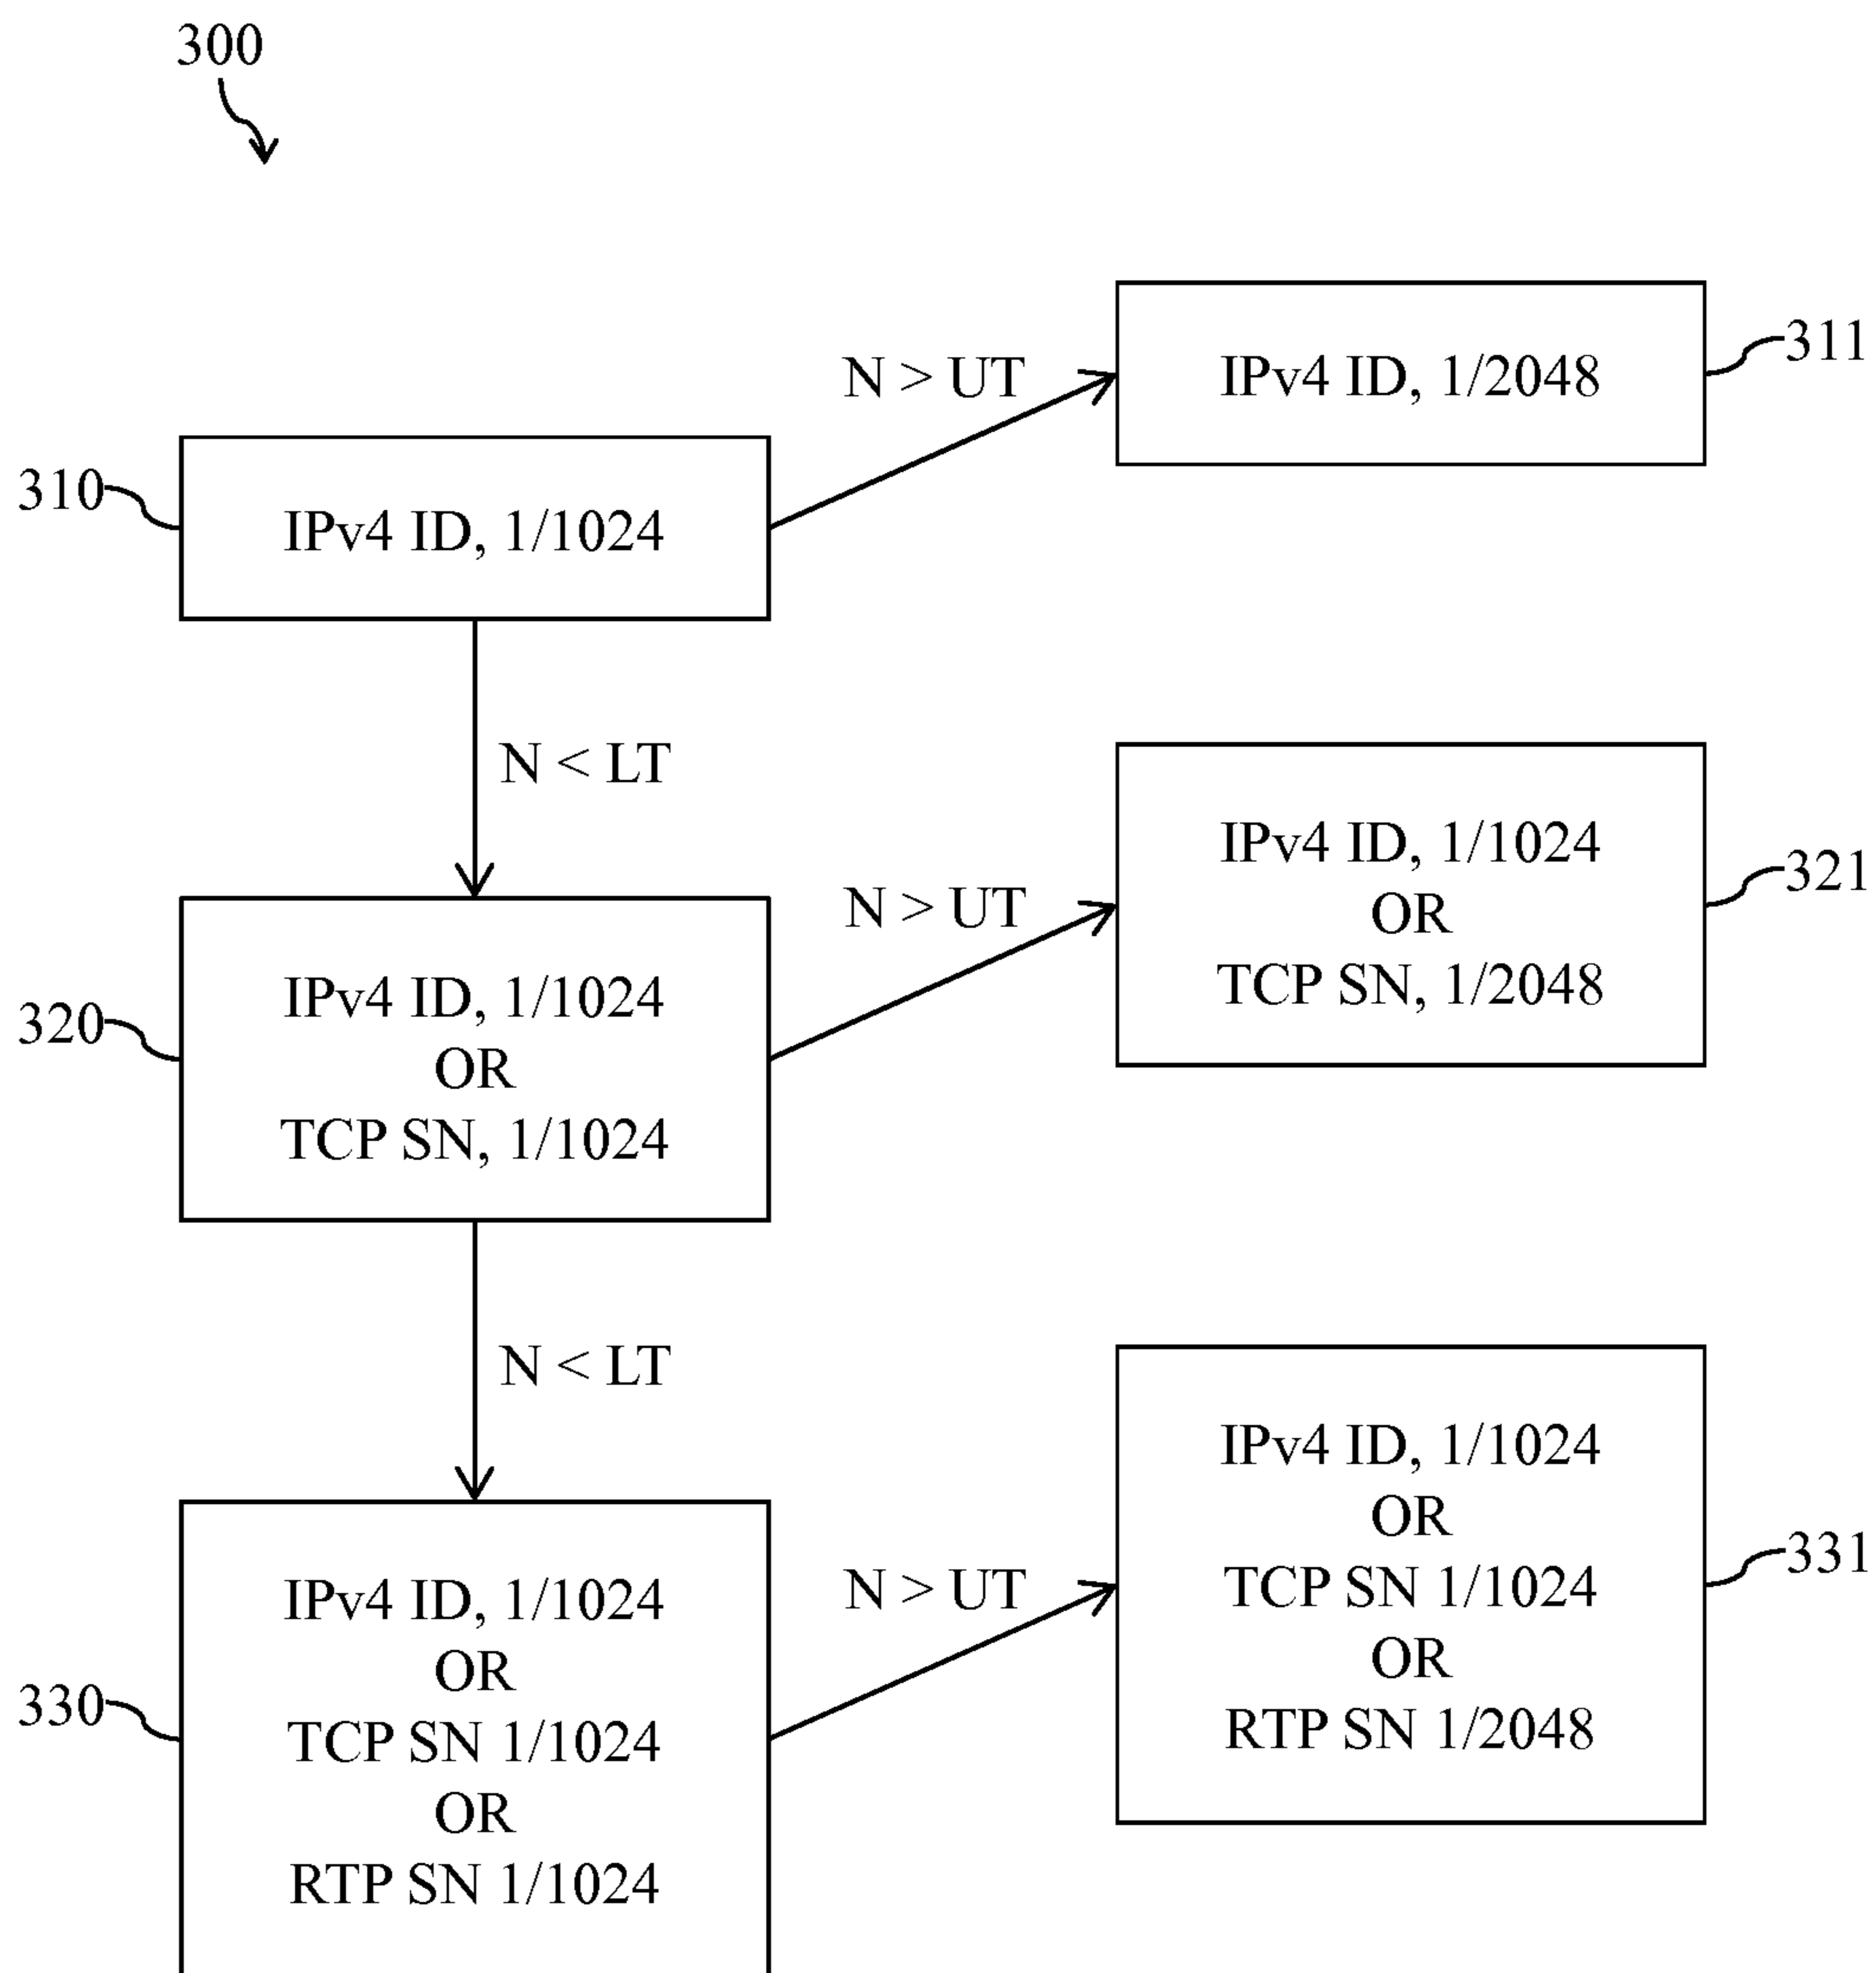 300
N > UT
IPv4 ID, 1/2048
311
310
IPv4 ID, 1/1024
N < LT
IPv4 ID, 1/1024
OR
TCP SN, 1/2048
321
N > UT
320
IPv4 ID, 1/1024
OR
TCP SN, 1/1024
N < LT
IPv4 ID, 1/1024
OR
TCP SN 1/1024
OR
RTP SN 1/2048
331
N > UT
330
IPv4 ID, 1/1024
OR
TCP SN 1/1024
OR
RTP SN 1/1024